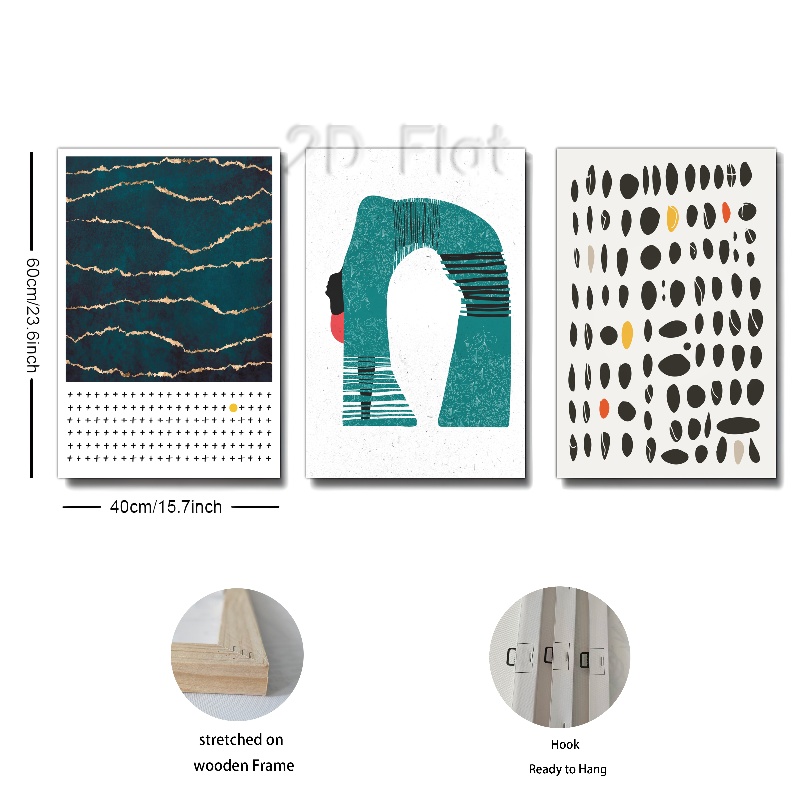 2D Flat
60cm/23.6inch
40cm/15.7inch
stretched on
wooden Frame
Hook
Ready to Hang